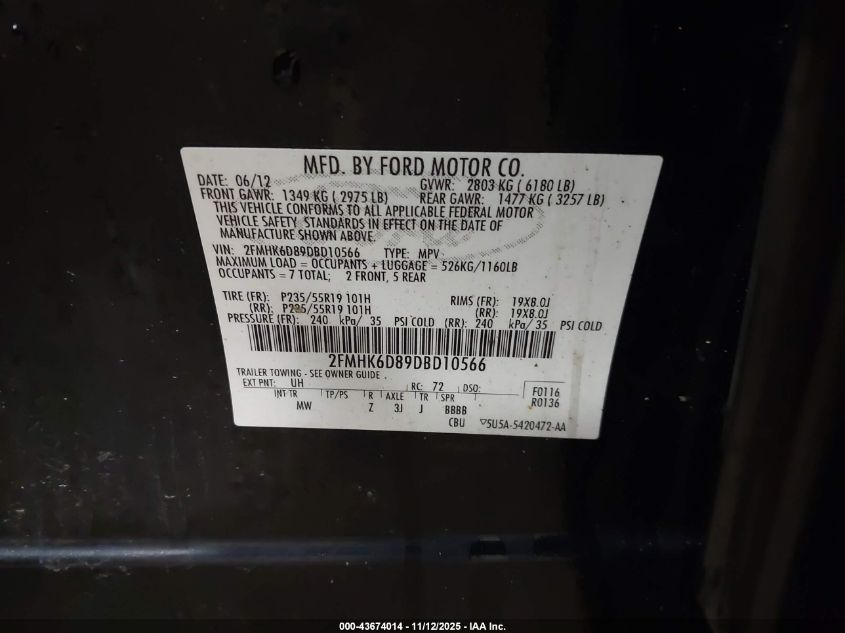 MFD. BY FORD MOTOR CO.
DATE: 06/12 GVWR: 2803 KG ( 6180 LB)
FRONT GAWR: 1349 KG ( 2975 LB) REAR GAWR: 1477 KG ( 3257 LB)
THIS VEHICLE CONFORMS TO ALL APPLICABLE FEDERAL MOTOR
VEHICLE SAFETY STANDARDS IN EFFECT ON THE DATE OF
MANUFACTURE SHOWN ABOVE.
VIN: 2FMHK6D89DBD10566 TYPE: MPV
MAXIMUM LOAD = OCCUPANTS + LUGGAGE = 526KG/1160LB
OCCUPANTS = 7 TOTAL; 2 FRONT, 5 REAR
TIRE (FR): P235/55R19 101H RIMS (FR): 19X8.0J
(RR): P235/55R19 101H (RR): 19X8.0J
PRESSURE (FR): 240 kPa/ 35 PSI COLD (RR): 240 kPa/ 35 PSI COLD
2FMHK6D89DBD10566
TRAILER TOWING - SEE OWNER GUIDE .
EXT PNT: UH RC: 72 DSO: F0116
INT TR TP/PS R AXLE TR SPR R0136
MW Z 3J J BBBB
CBU ▽5U5A-5420472-AA
000-43674014 - 11/12/2025 - IAA Inc.